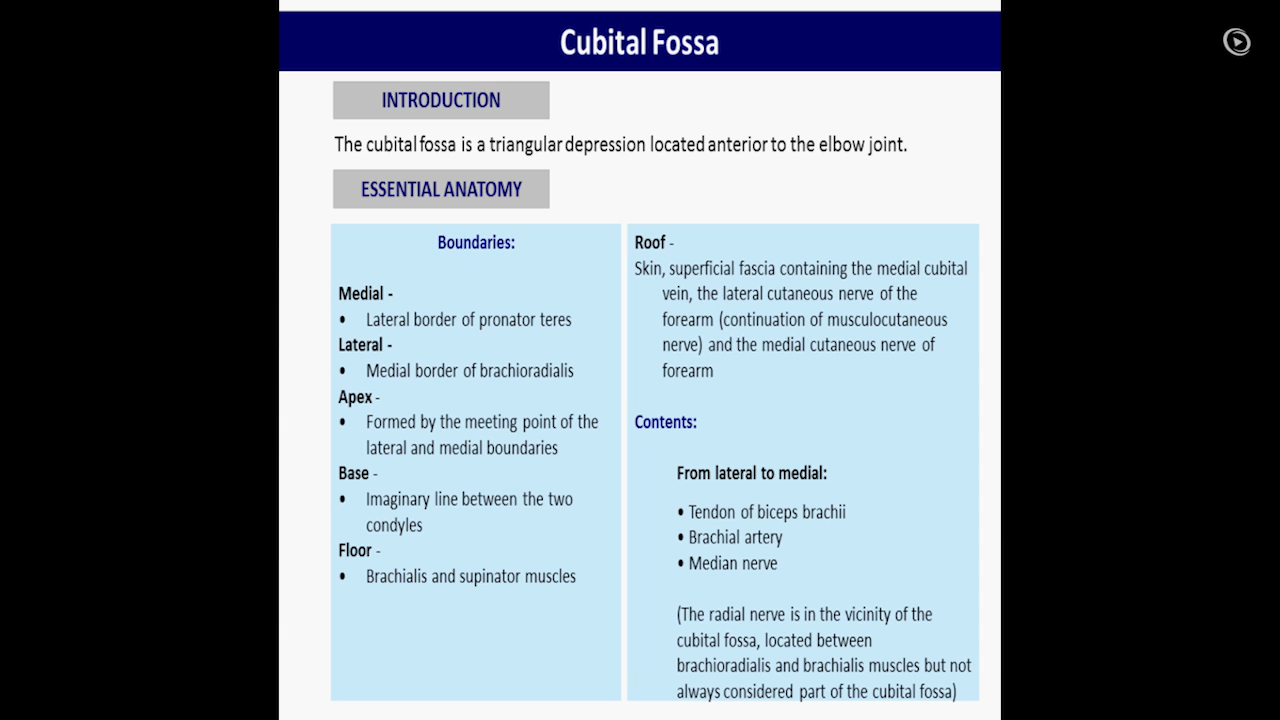 Cubital Fossa
INTRODUCTION
The cubital fossa is a triangular depression located anterior to the elbow joint.
ESSENTIAL ANATOMY
Boundaries:
Medial -
• Lateral border of pronator teres
Lateral -
• Medial border of brachioradialis
Apex -
• Formed by the meeting point of the
lateral and medial boundaries
Base -
• Imaginary line between the two
condyles
Floor -
• Brachialis and supinator muscles
Roof -
Skin, superficial fascia containing the medial cubital
vein, the lateral cutaneous nerve of the
forearm (continuation of musculocutaneous
nerve) and the medial cutaneous nerve of
forearm
Contents:
From lateral to medial:
• Tendon of biceps brachii
• Brachial artery
• Median nerve
(The radial nerve is in the vicinity of the
cubital fossa, located between
brachioradialis and brachialis muscles but not
always considered part of the cubital fossa)